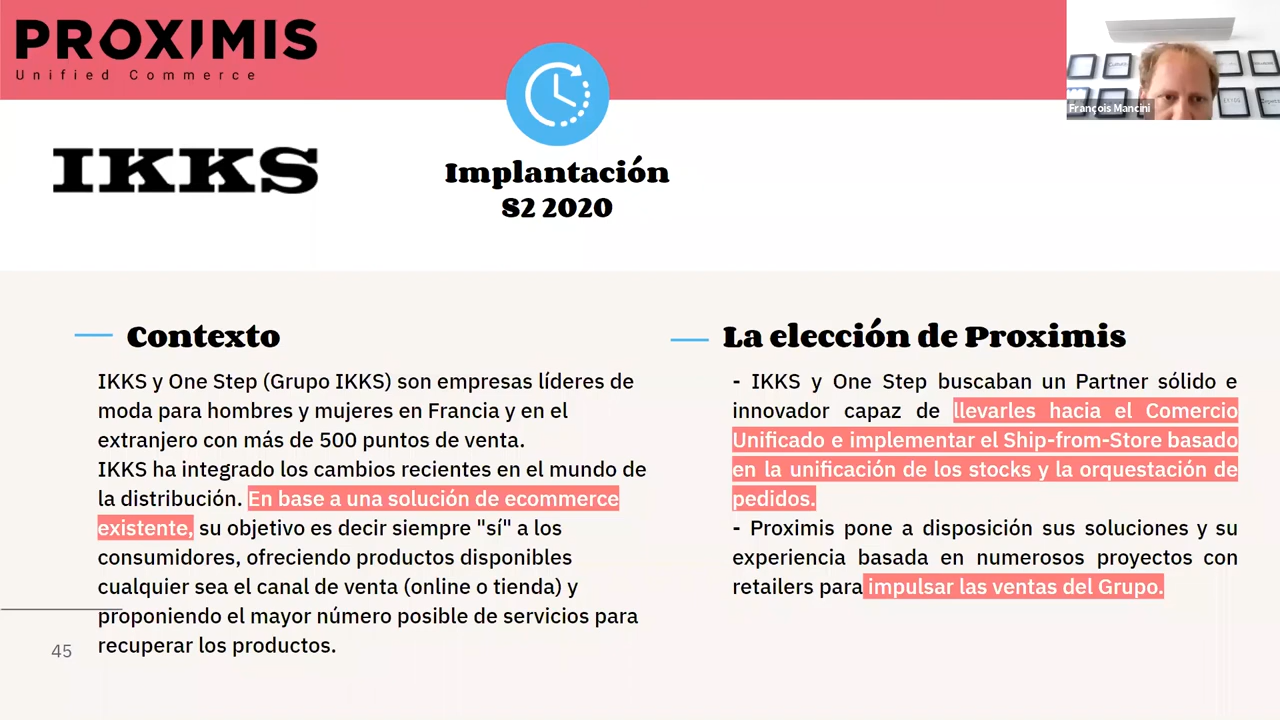 PROXIMIS
Unified Commerce
François Mancini
IKKS
Implantación
S2 2020
Contexto
IKKS y One Step (Grupo IKKS) son empresas líderes de
moda para hombres y mujeres en Francia y en el
extranjero con más de 500 puntos de venta.
IKKS ha integrado los cambios recientes en el mundo de
la distribución. En base a una solución de ecommerce
existente, su objetivo es decir siempre "sí" a los
consumidores, ofreciendo productos disponibles
cualquier sea el canal de venta (online o tienda) y
proponiendo el mayor número posible de servicios para
recuperar los productos.
La elección de Proximis
- IKKS y One Step buscaban un Partner sólido e
innovador capaz de llevarles hacia el Comercio
Unificado e implementar el Ship-from-Store basado
en la unificación de los stocks y la orquestación de
pedidos.
- Proximis pone a disposición sus soluciones y su
experiencia basada en numerosos proyectos con
retailers para impulsar las ventas del Grupo.
45